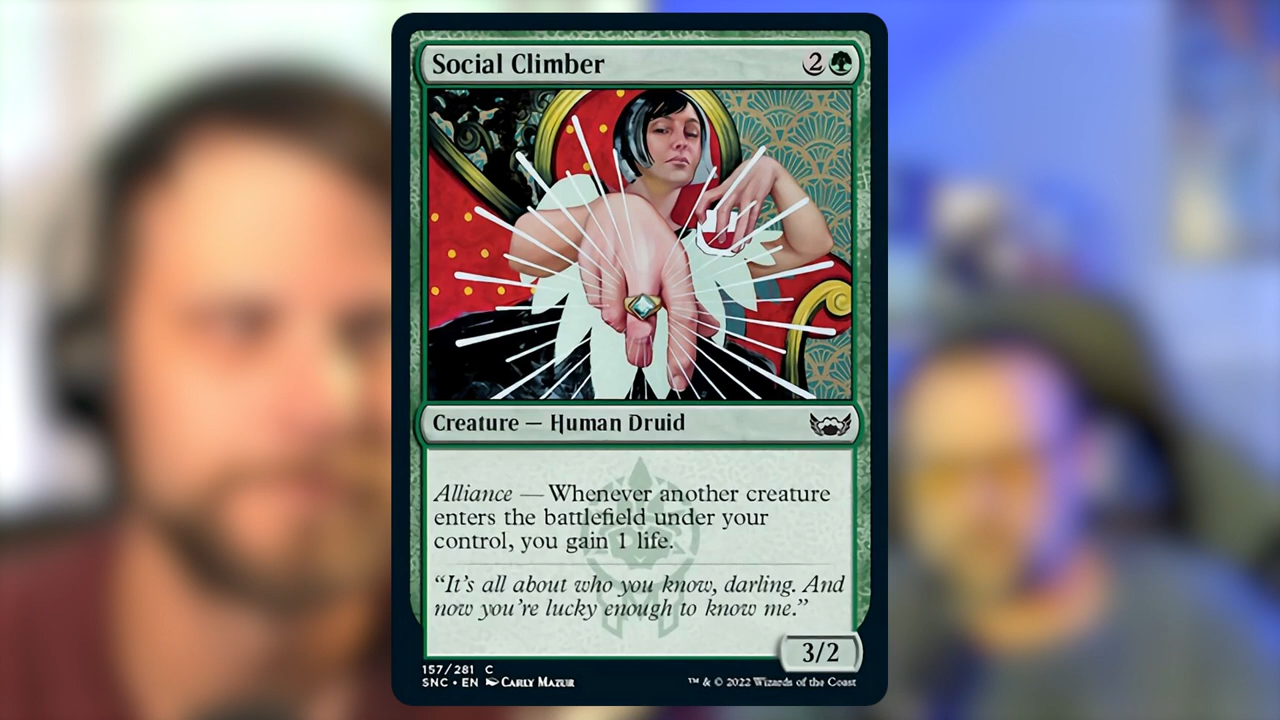 Social Climber 2
Creature — Human Druid
Alliance — Whenever another creature
enters the battlefield under your
control, you gain 1 life.
“It’s all about who you know, darling. And
now you’re lucky enough to know me.”
3/2
157/281 C
SNC • EN Carly Mazur
™ & © 2022 Wizards of the Coast